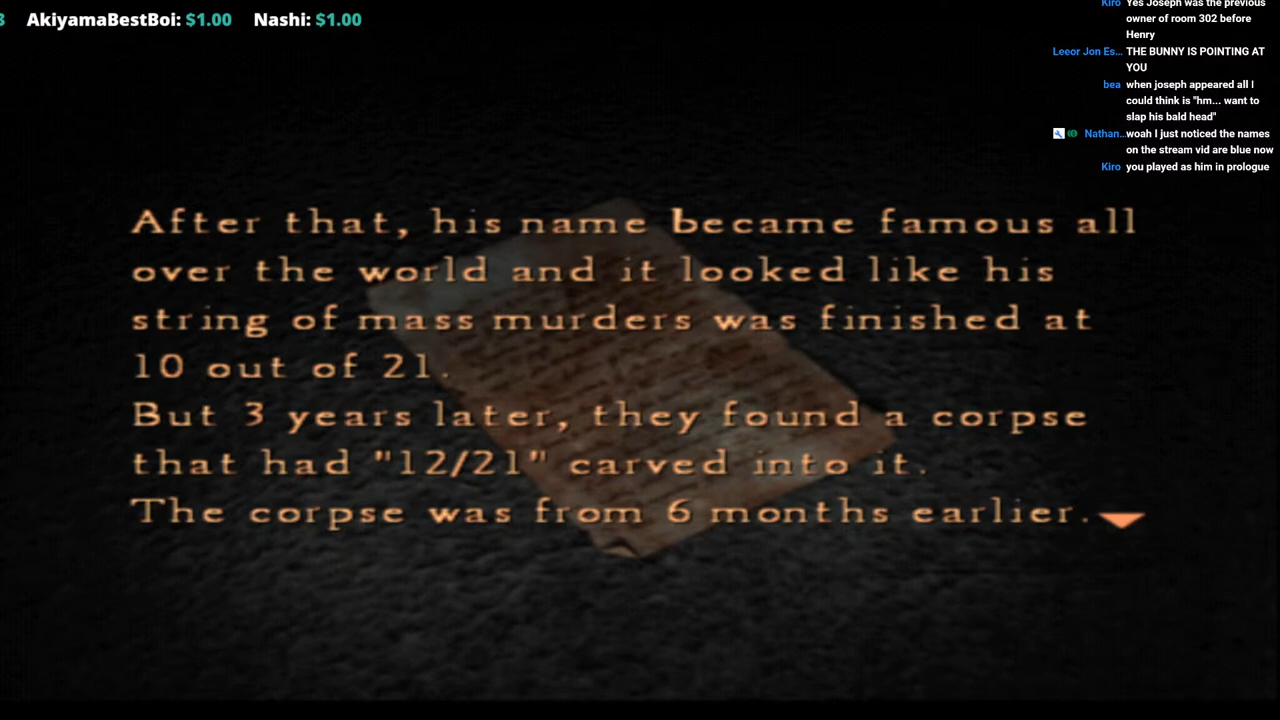 3 AkiyamaBestBoi: $1.00 Nashi: $1.00
Kiro Yes Joseph was the previous
owner of room 302 before
Henry
Leeor Jon Es... THE BUNNY IS POINTING AT
YOU
bea when joseph appeared all I
could think is "hm... want to
slap his bald head"
Nathan... woah I just noticed the names
on the stream vid are blue now
Kiro you played as him in prologue
After that, his name became famous all
over the world and it looked like his
string of mass murders was finished at
10 out of 21.
But 3 years later, they found a corpse
that had "12/21" carved into it.
The corpse was from 6 months earlier.